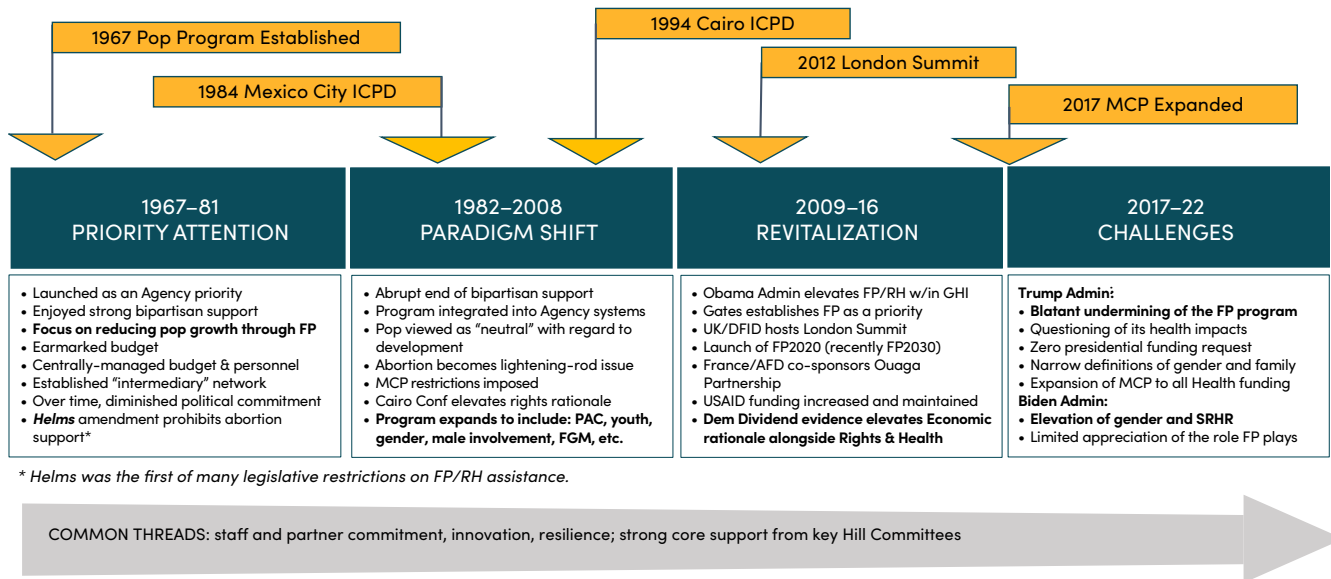 1967 Pop Program Established
1984 Mexico City ICPD
1994 Cairo ICPD
2012 London Summit
2017 MCP Expanded
1967–81
PRIORITY ATTENTION
• Launched as an Agency priority
• Enjoyed strong bipartisan support
• Focus on reducing pop growth through FP
• Earmarked budget
• Centrally-managed budget & personnel
• Established “intermediary” network
• Over time, diminished political commitment
• Helms amendment prohibits abortion
support*
1982–2008
PARADIGM SHIFT
• Abrupt end of bipartisan support
• Program integrated into Agency systems
• Pop viewed as “neutral” with regard to
development
• Abortion becomes lightening-rod issue
• MCP restrictions imposed
• Cairo Conf elevates rights rationale
• Program expands to include: PAC, youth,
gender, male involvement, FGM, etc.
2009–16
REVITALIZATION
• Obama Admin elevates FP/RH w/in GHI
• Gates establishes FP as a priority
• UK/DFID hosts London Summit
• Launch of FP2020 (recently FP2030)
• France/AFD co-sponsors Ouaga
Partnership
• USAID funding increased and maintained
• Dem Dividend evidence elevates Economic
rationale alongside Rights & Health
2017–22
CHALLENGES
Trump Admin:
• Blatant undermining of the FP program
• Questioning of its health impacts
• Zero presidential funding request
• Narrow definitions of gender and family
• Expansion of MCP to all Health funding
Biden Admin:
• Elevation of gender and SRHR
• Limited appreciation of the role FP plays
* Helms was the first of many legislative restrictions on FP/RH assistance.
COMMON THREADS: staff and partner commitment, innovation, resilience; strong core support from key Hill Committees